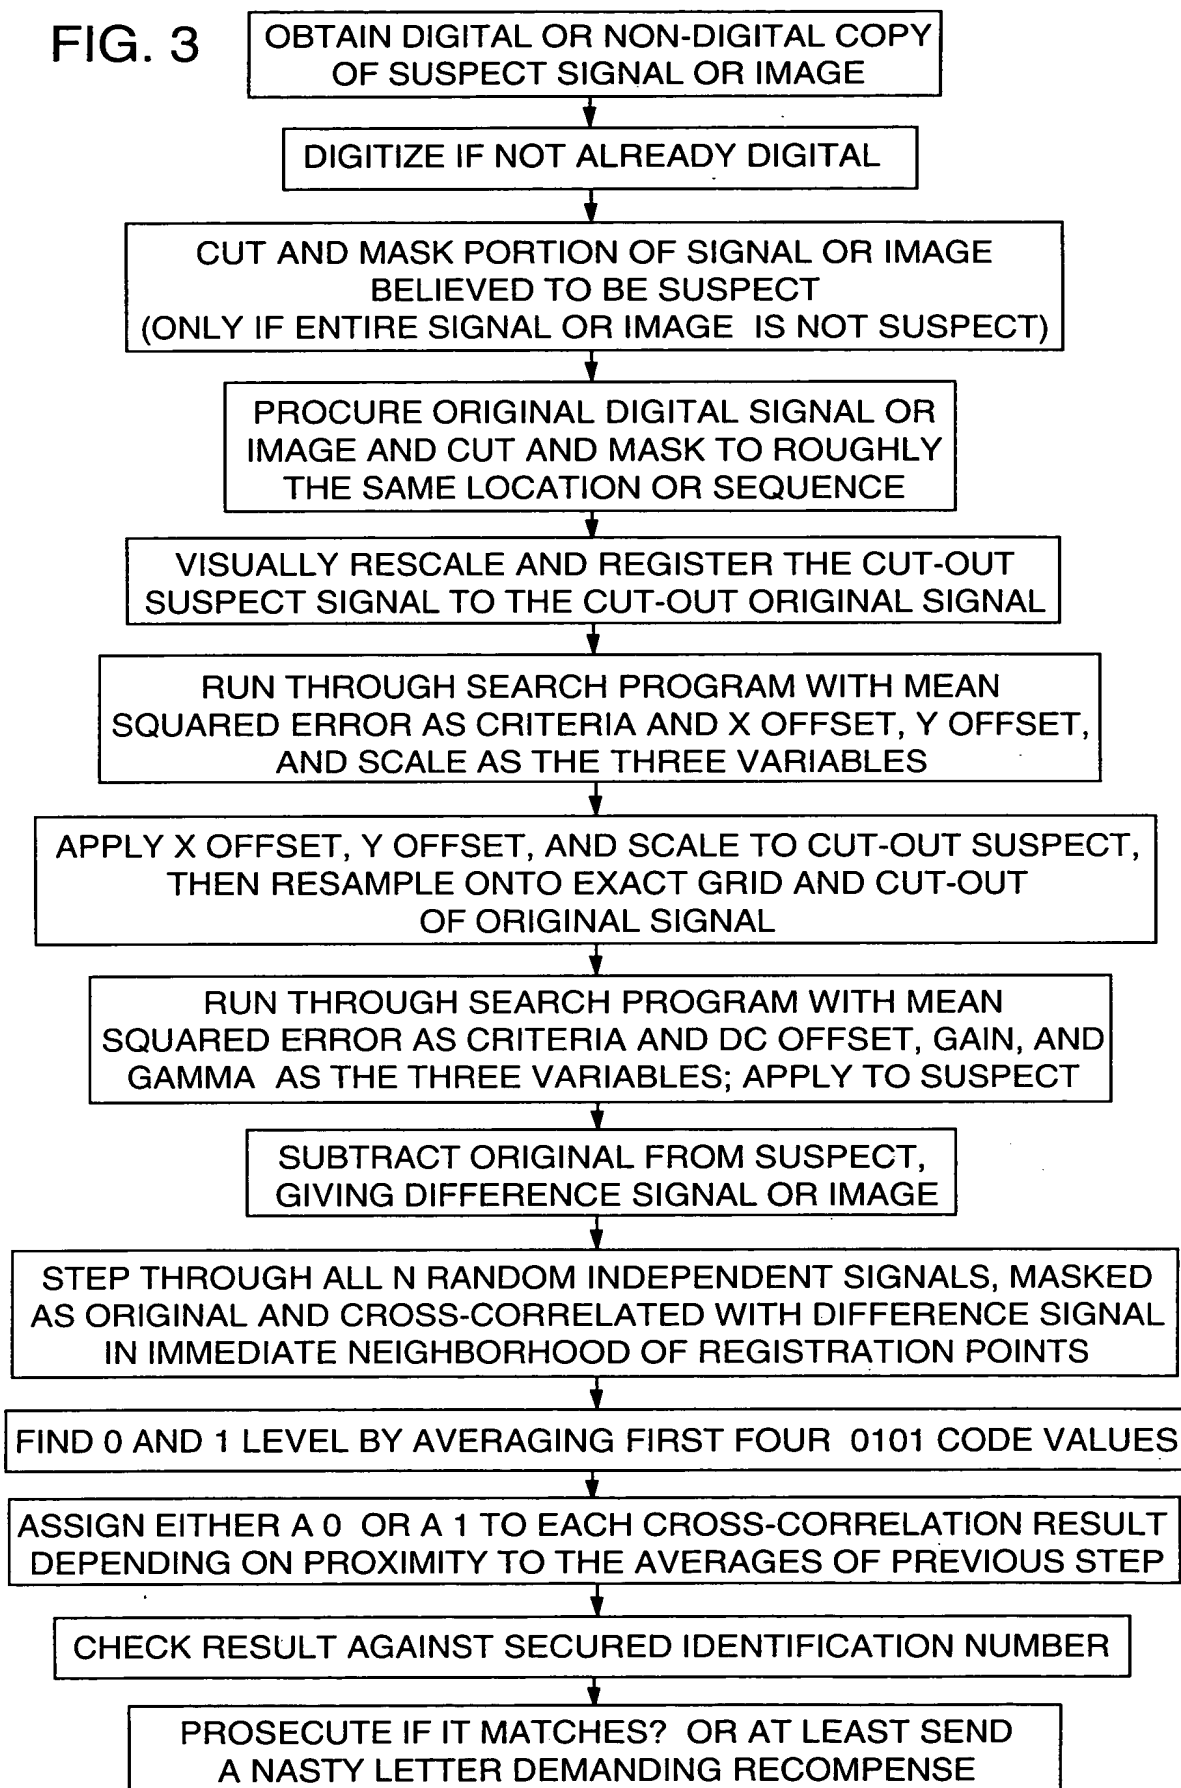 FIG. 3
OBTAIN DIGITAL OR NON-DIGITAL COPY
OF SUSPECT SIGNAL OR IMAGE
DIGITIZE IF NOT ALREADY DIGITAL
CUT AND MASK PORTION OF SIGNAL OR IMAGE
BELIEVED TO BE SUSPECT
(ONLY IF ENTIRE SIGNAL OR IMAGE IS NOT SUSPECT)
PROCURE ORIGINAL DIGITAL SIGNAL OR
IMAGE AND CUT AND MASK TO ROUGHLY
THE SAME LOCATION OR SEQUENCE
VISUALLY RESCALE AND REGISTER THE CUT-OUT
SUSPECT SIGNAL TO THE CUT-OUT ORIGINAL SIGNAL
RUN THROUGH SEARCH PROGRAM WITH MEAN
SQUARED ERROR AS CRITERIA AND X OFFSET, Y OFFSET,
AND SCALE AS THE THREE VARIABLES
APPLY X OFFSET, Y OFFSET, AND SCALE TO CUT-OUT SUSPECT,
THEN RESAMPLE ONTO EXACT GRID AND CUT-OUT
OF ORIGINAL SIGNAL
RUN THROUGH SEARCH PROGRAM WITH MEAN
SQUARED ERROR AS CRITERIA AND DC OFFSET, GAIN, AND
GAMMA AS THE THREE VARIABLES; APPLY TO SUSPECT
SUBTRACT ORIGINAL FROM SUSPECT,
GIVING DIFFERENCE SIGNAL OR IMAGE
STEP THROUGH ALL N RANDOM INDEPENDENT SIGNALS, MASKED
AS ORIGINAL AND CROSS-CORRELATED WITH DIFFERENCE SIGNAL
IN IMMEDIATE NEIGHBORHOOD OF REGISTRATION POINTS
FIND 0 AND 1 LEVEL BY AVERAGING FIRST FOUR 0101 CODE VALUES
ASSIGN EITHER A 0 OR A 1 TO EACH CROSS-CORRELATION RESULT
DEPENDING ON PROXIMITY TO THE AVERAGES OF PREVIOUS STEP
CHECK RESULT AGAINST SECURED IDENTIFICATION NUMBER
PROSECUTE IF IT MATCHES? OR AT LEAST SEND
A NASTY LETTER DEMANDING RECOMPENSE